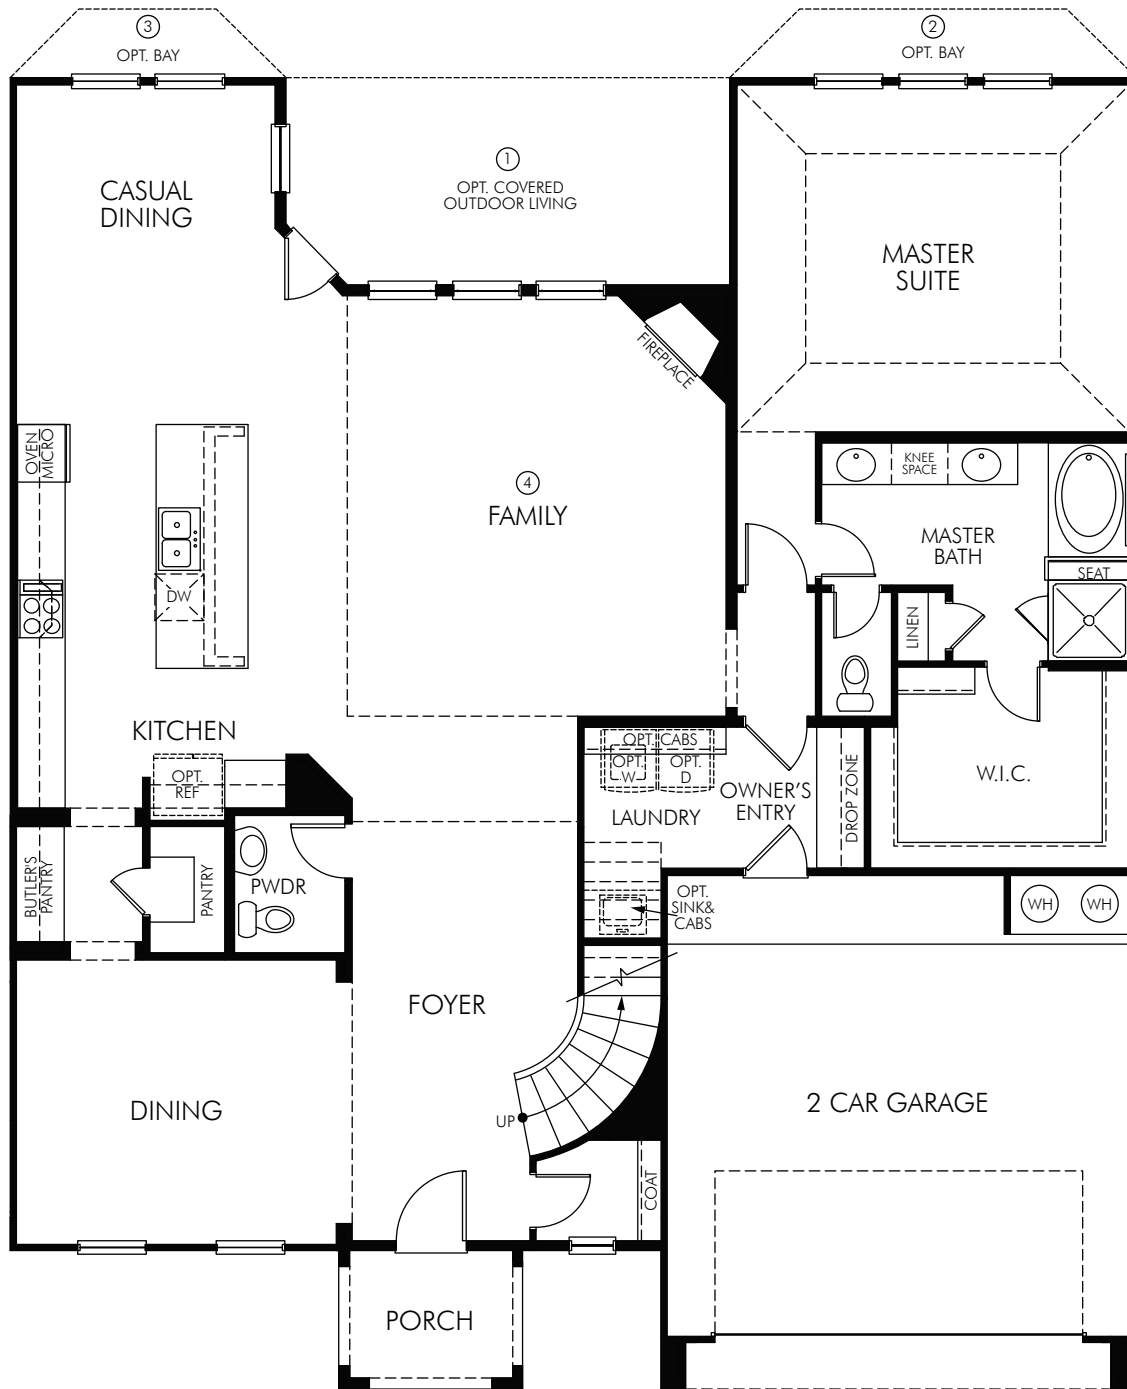 3
OPT. BAY
2
OPT. BAY
1
OPT. COVERED
OUTDOOR LIVING
CASUAL
DINING
MASTER
SUITE
FIREPLACE
OVEN
MICRO
KNEE
SPACE
4
FAMILY
MASTER
BATH
SEAT
DW
LINEN
KITCHEN
OPT.
REF
OPT. CABS
OPT.
W
OPT.
D
OWNER'S
ENTRY
DROP ZONE
W.I.C.
LAUNDRY
BUTLER'S
PANTRY
PANTRY
PWDR
OPT.
SINK&
CABS
WH
WH
FOYER
DINING
UP
2 CAR GARAGE
COAT
PORCH